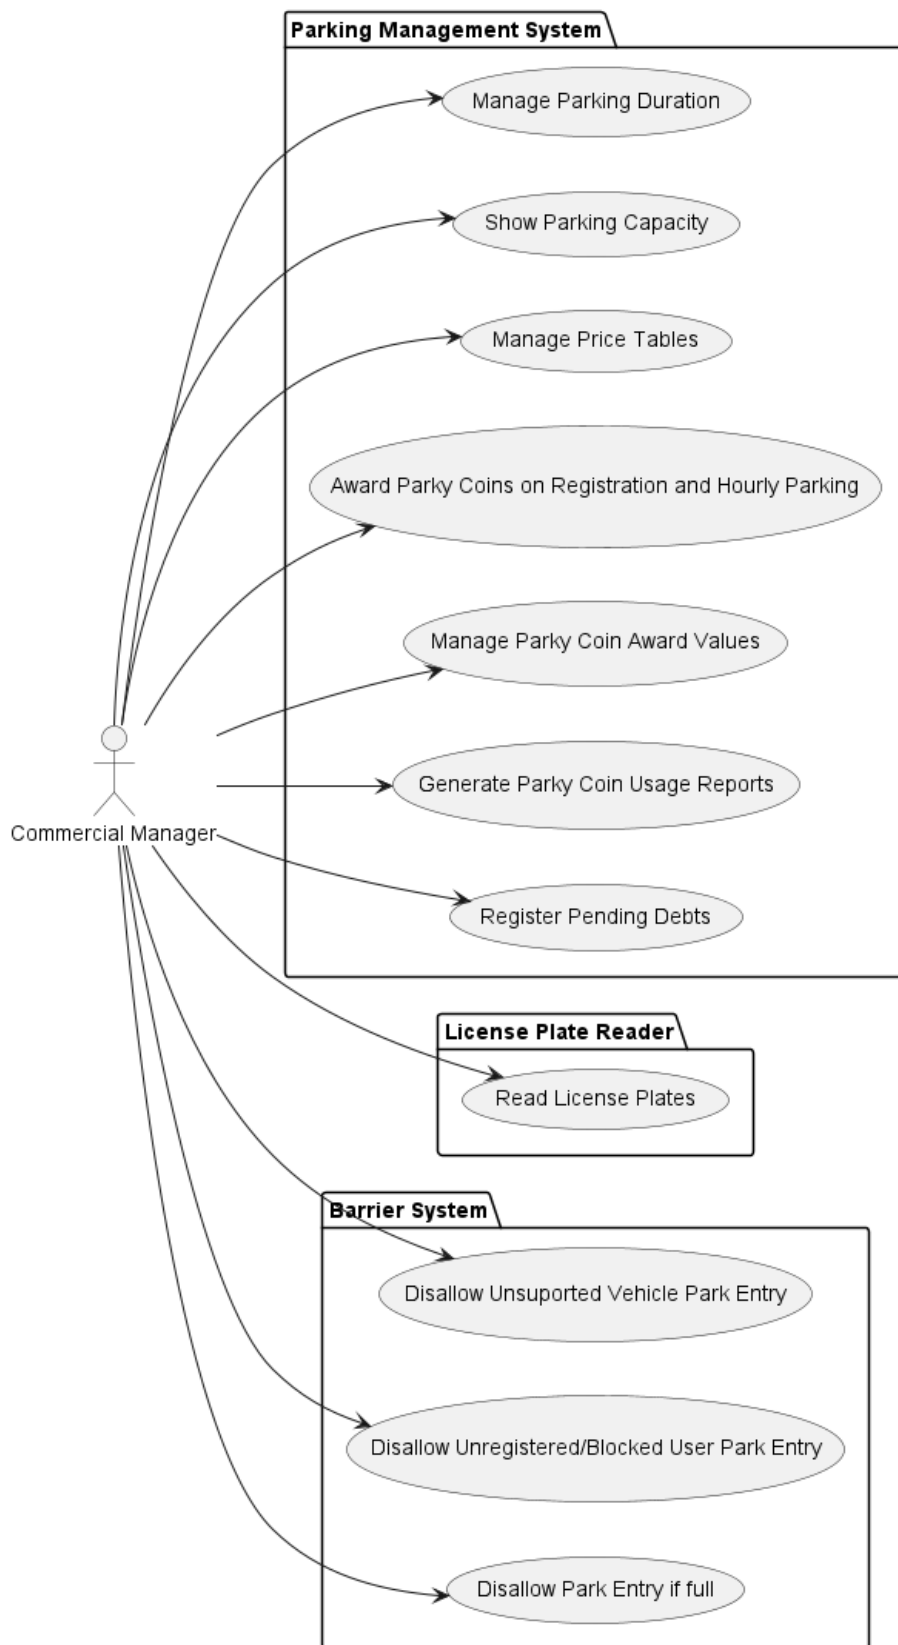 Parking Management System
Manage Parking Duration
Show Parking Capacity
Manage Price Tables
Award Parky Coins on Registration and Hourly Parking
Manage Parky Coin Award Values
Generate Parky Coin Usage Reports
Commercial Manager
Register Pending Debts
License Plate Reader
Read License Plates
Barrier System
Disallow Unsuported Vehicle Park Entry
Disallow Unregistered/Blocked User Park Entry
Disallow Park Entry if full